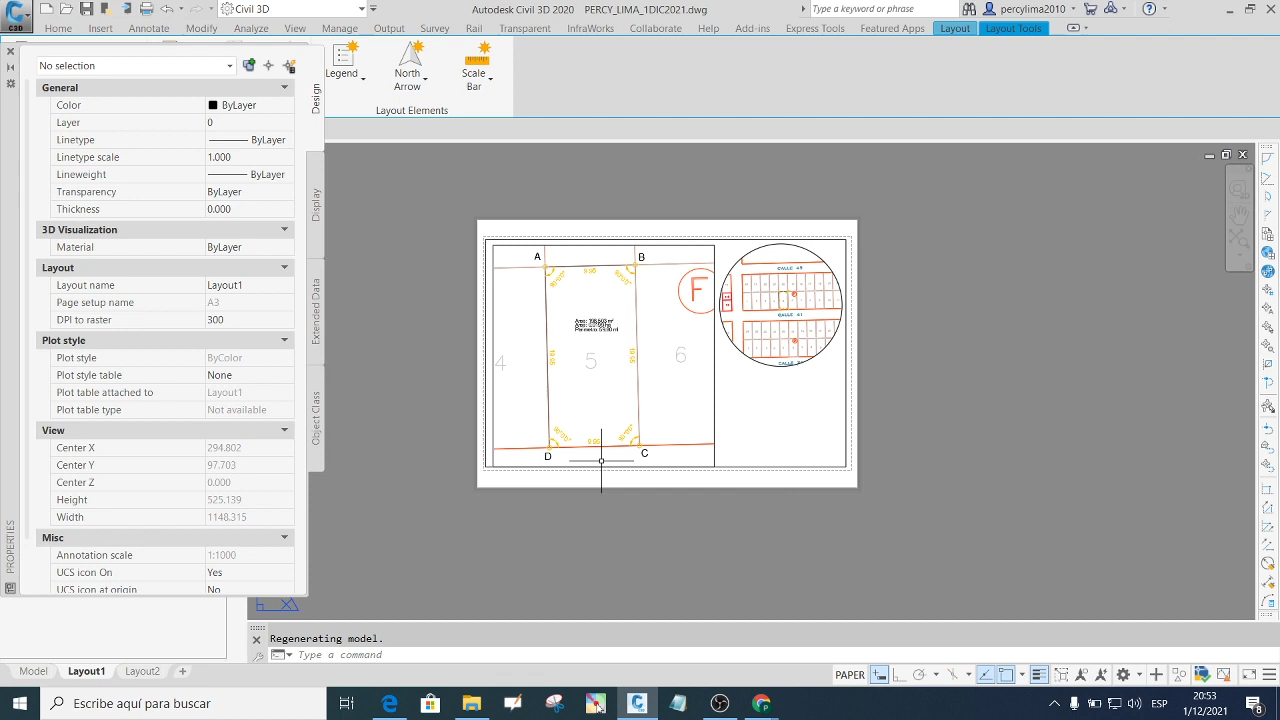 C3D
Civil 3D
Autodesk Civil 3D 2020 PERCY_LIMA_1DIC2021.dwg
Type a keyword or phrase
percylima2010
Home Insert Annotate Modify Analyze View Manage Output Survey Rail Transparent InfraWorks Collaborate Help Add-ins Express Tools Featured Apps Layout Layout Tools
No selection
Legend
North Arrow
Scale Bar
Layout Elements
Design
Display
Extended Data
Object Class
PROPERTIES
General
Color ByLayer
Layer 0
Linetype ByLayer
Linetype scale 1.000
Lineweight ByLayer
Transparency ByLayer
Thickness 0.000
3D Visualization
Material ByLayer
Layout
Layout name Layout1
Page setup name A3
DPI to raster 300
Plot style
Plot style ByColor
Plot style table None
Plot table attached to Layout1
Plot table type Not available
View
Center X 294.802
Center Y 97.703
Center Z 0.000
Height 525.139
Width 1148.315
Misc
Annotation scale 1:1000
UCS icon On Yes
UCS icon at origin No
A
B
F
4
5
6
19.95
19.95
D
C
CALLE 61
Regenerating model.
Type a command
Model Layout1 Layout2
PAPER
Escribe aquí para buscar
ESP
20:53
1/12/2021
8